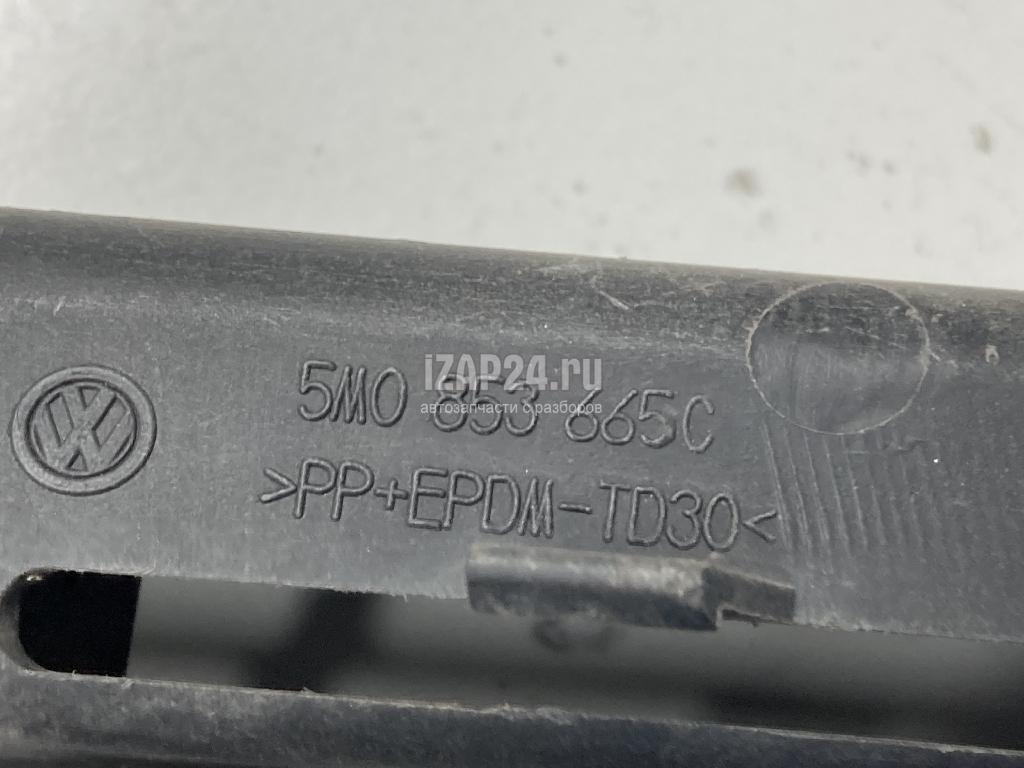 iZAP24.ru
5M0 853 665C
автозапчасти с разборов
>PP+EPDM-TD30<